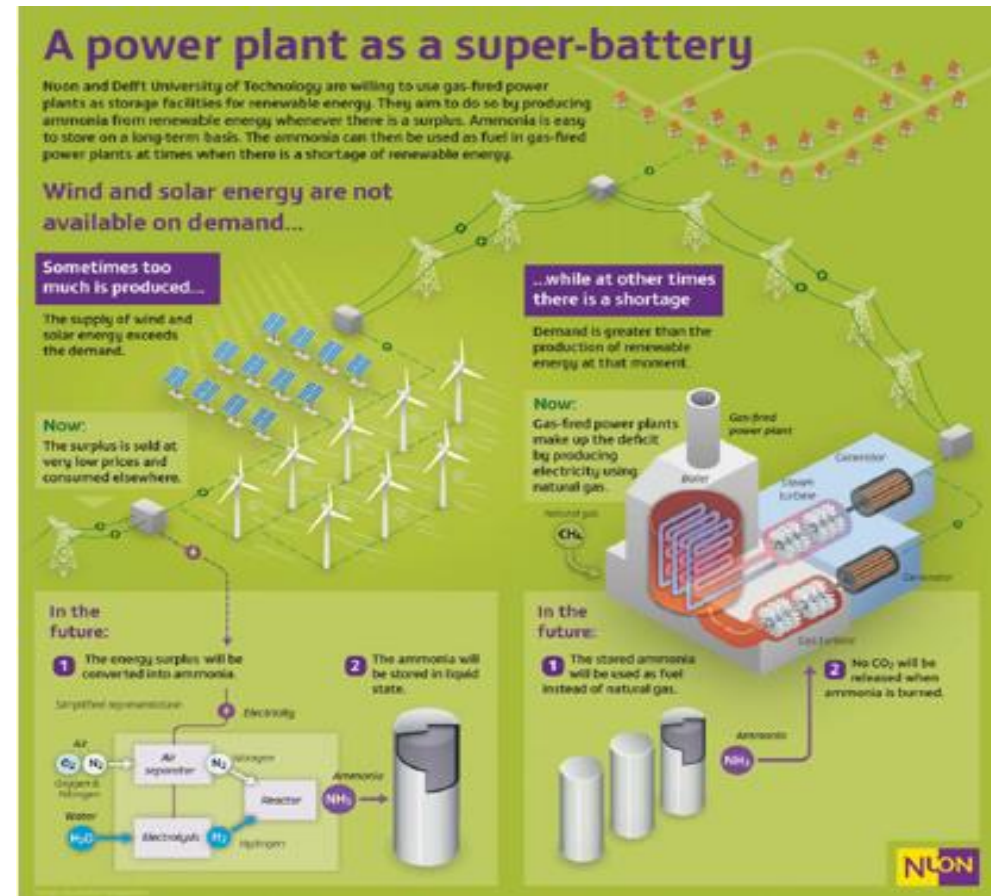 A power plant as a super-battery
Nuon and Delft University of Technology are willing to use gas-fired power
plants as storage facilities for renewable energy. They aim to do so by producing
ammonia from renewable energy whenever there is a surplus. Ammonia is easy
to store on a long-term basis. The ammonia can then be used as fuel in gas-fired
power plants at times when there is a shortage of renewable energy.
Wind and solar energy are not
available on demand...
Sometimes too
much is produced...
The supply of wind and
solar energy exceeds
the demand.
Now:
The surplus is sold at
very low prices and
consumed elsewhere.
...while at other times
there is a shortage
Demand is greater than the
production of renewable
energy at that moment.
Now:
Gas-fired power plants
make up the deficit
by producing
electricity using
natural gas.
Gas-fired
power plant
Boiler
Generator
Steam
turbine
Natural gas
CH₄
Generator
Gas turbine
In the
future:
1 The energy surplus will be
converted into ammonia.
2 The ammonia will
be stored in liquid
state.
Simplified representation
Electricity
Air
O₂ N₂
Oxygen &
Nitrogen
Air
separator
N₂
Nitrogen
Water
H₂O
Electrolysis
H₂
Hydrogen
Reactor
Ammonia
NH₃
In the
future:
1 The stored ammonia
will be used as fuel
instead of natural gas.
2 No CO₂ will be
released when
ammonia is burned.
Ammonia
NH₃
NUON